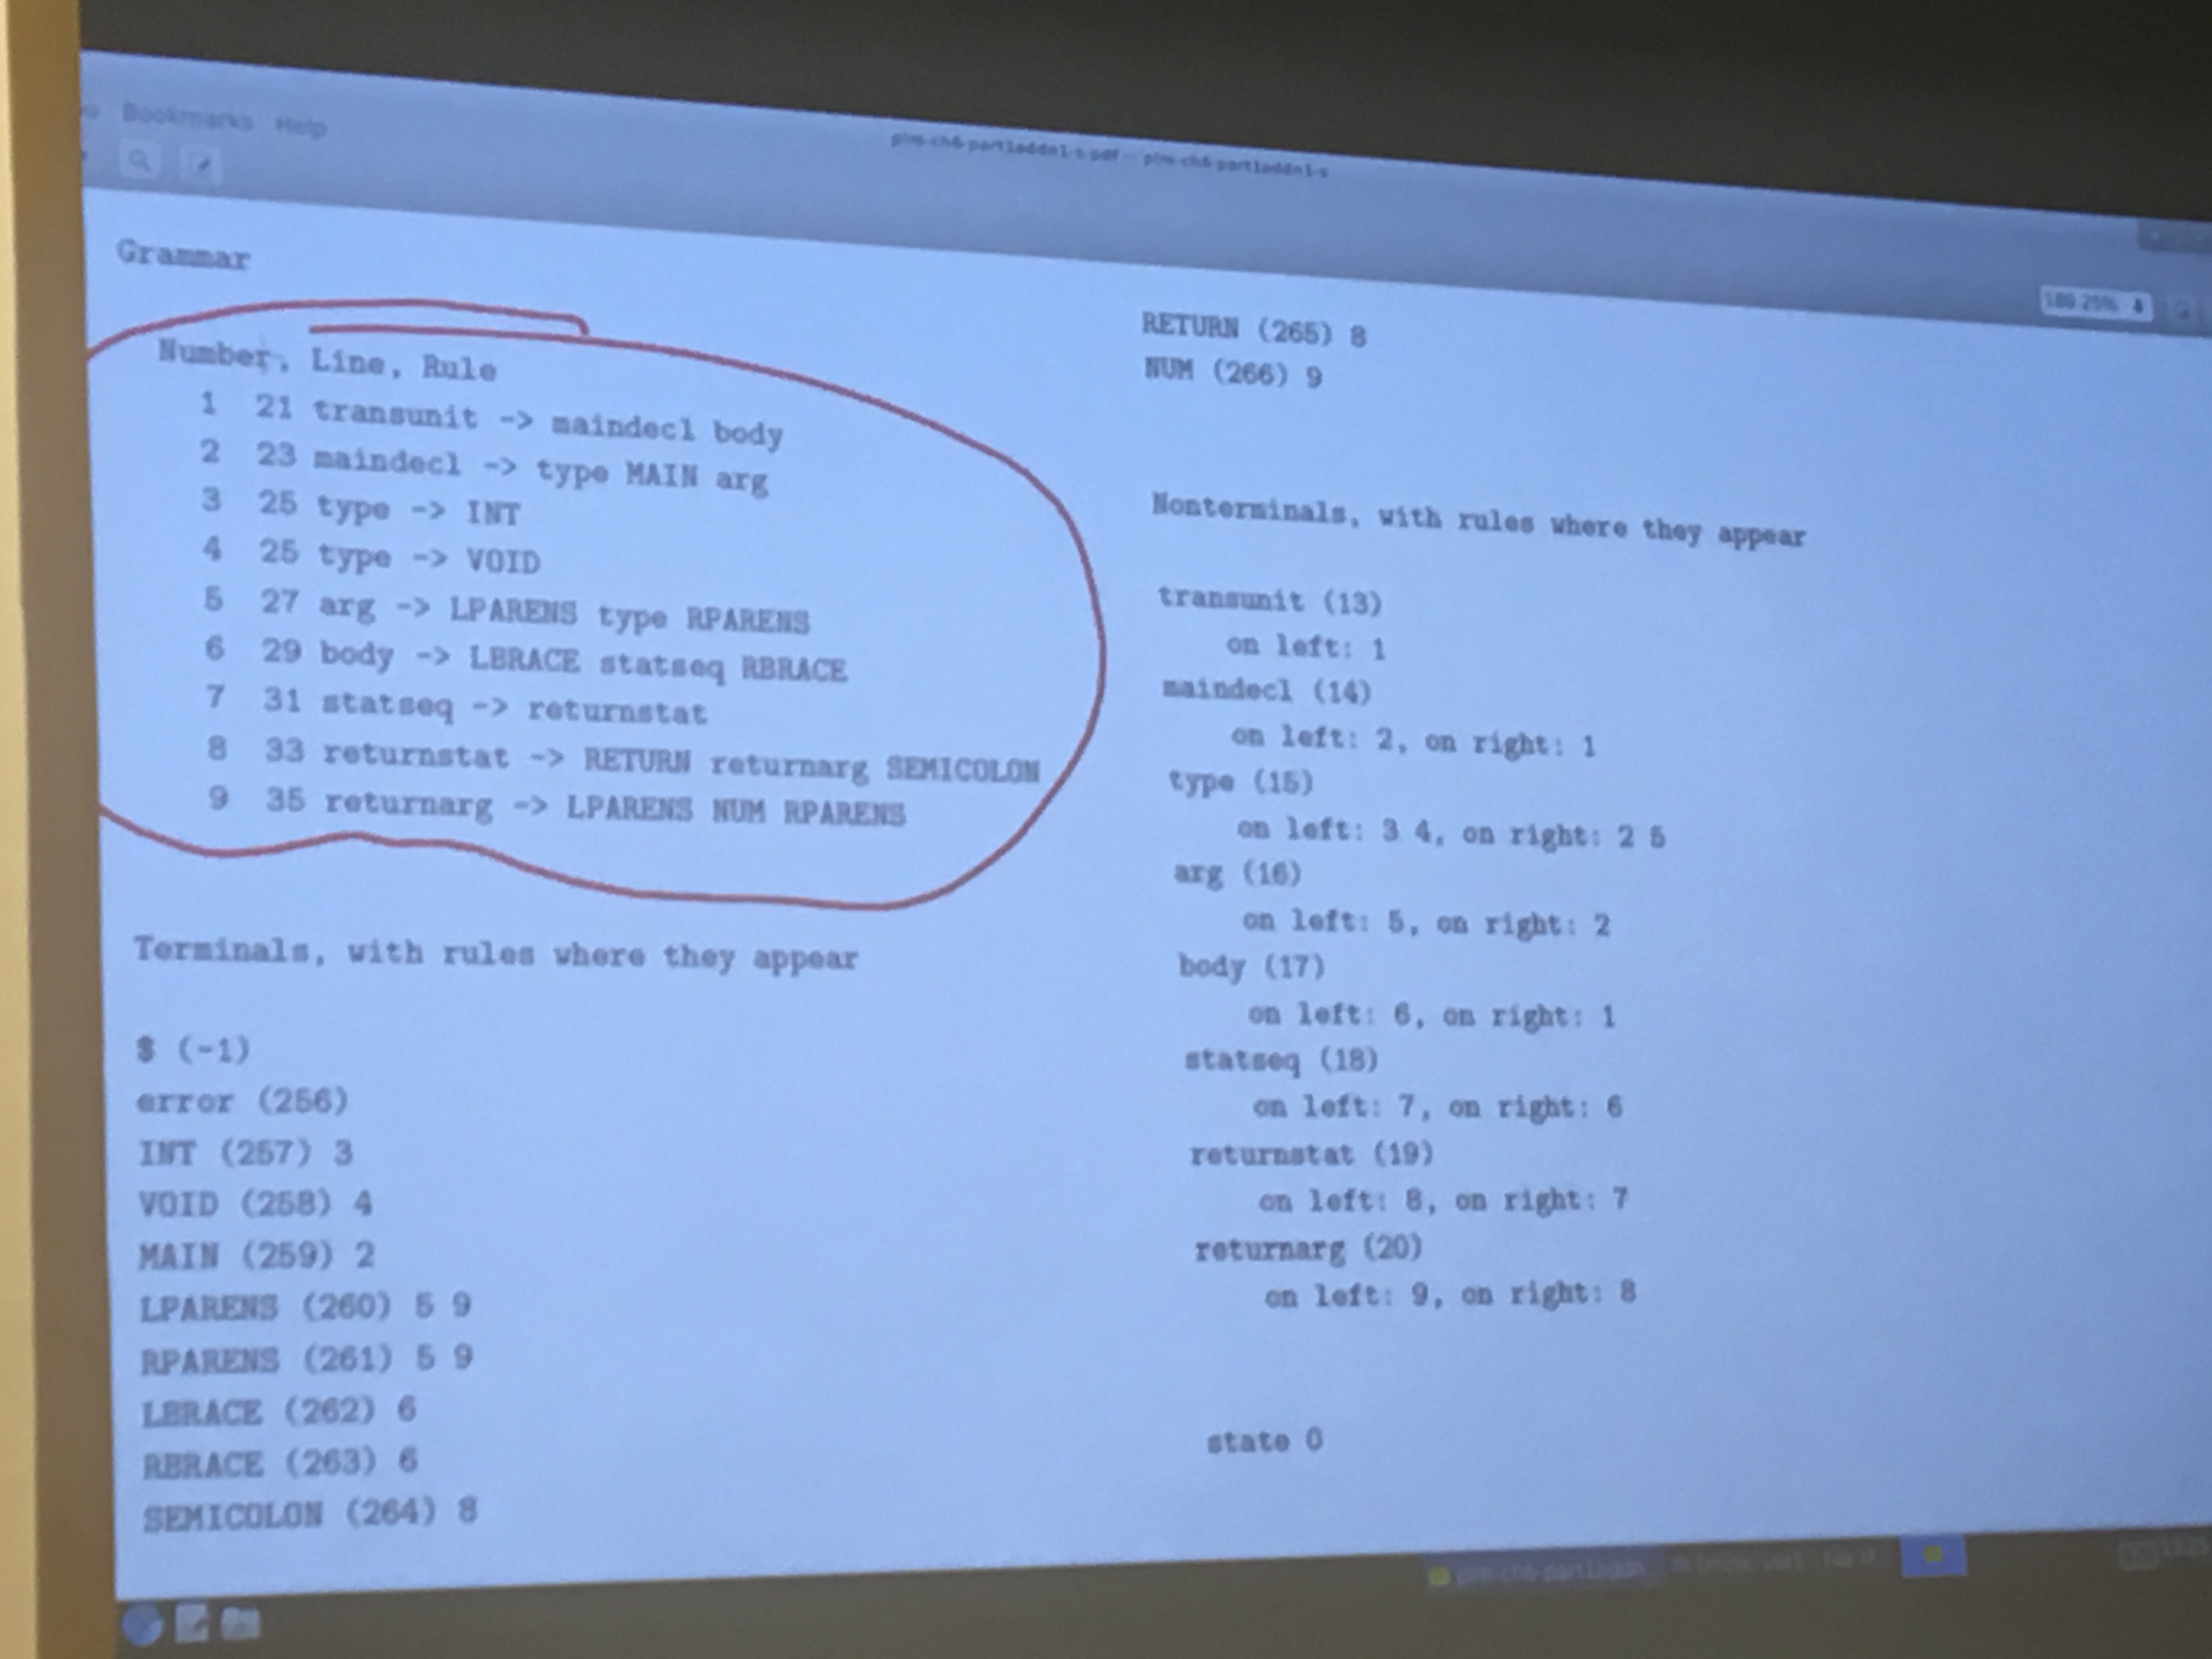 Bookmarks Help
plm-ch6-part1addn1-s.pdf — plm-ch6-part1addn1-s
180.25%
Grammar
Number, Line, Rule
1 21 transunit -> maindecl body
2 23 maindecl -> type MAIN arg
3 25 type -> INT
4 25 type -> VOID
5 27 arg -> LPARENS type RPARENS
6 29 body -> LBRACE statseq RBRACE
7 31 statseq -> returnstat
8 33 returnstat -> RETURN returnarg SEMICOLON
9 35 returnarg -> LPARENS NUM RPARENS
Terminals, with rules where they appear
$ (-1)
error (256)
INT (257) 3
VOID (258) 4
MAIN (259) 2
LPARENS (260) 5 9
RPARENS (261) 5 9
LBRACE (262) 6
RBRACE (263) 6
SEMICOLON (264) 8
RETURN (265) 8
NUM (266) 9
Nonterminals, with rules where they appear
transunit (13)
on left: 1
maindecl (14)
on left: 2, on right: 1
type (15)
on left: 3 4, on right: 2 5
arg (16)
on left: 5, on right: 2
body (17)
on left: 6, on right: 1
statseq (18)
on left: 7, on right: 6
returnstat (19)
on left: 8, on right: 7
returnarg (20)
on left: 9, on right: 8
state 0
plm-ch6-part1addn